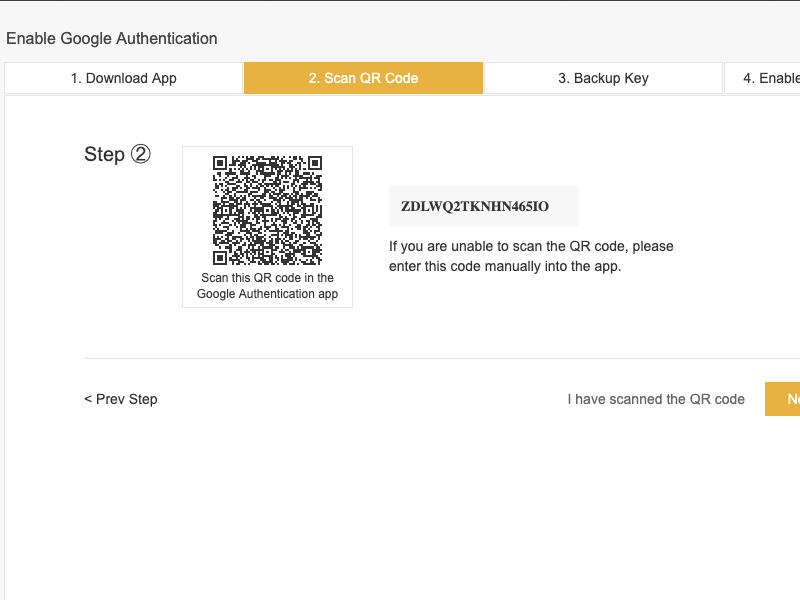 Enable Google Authentication
1. Download App
2. Scan QR Code
3. Backup Key
4. Enable
Step ②
ZDLWQ2TKNHN465IO
If you are unable to scan the QR code, please
enter this code manually into the app.
Scan this QR code in the
Google Authentication app
< Prev Step
I have scanned the QR code